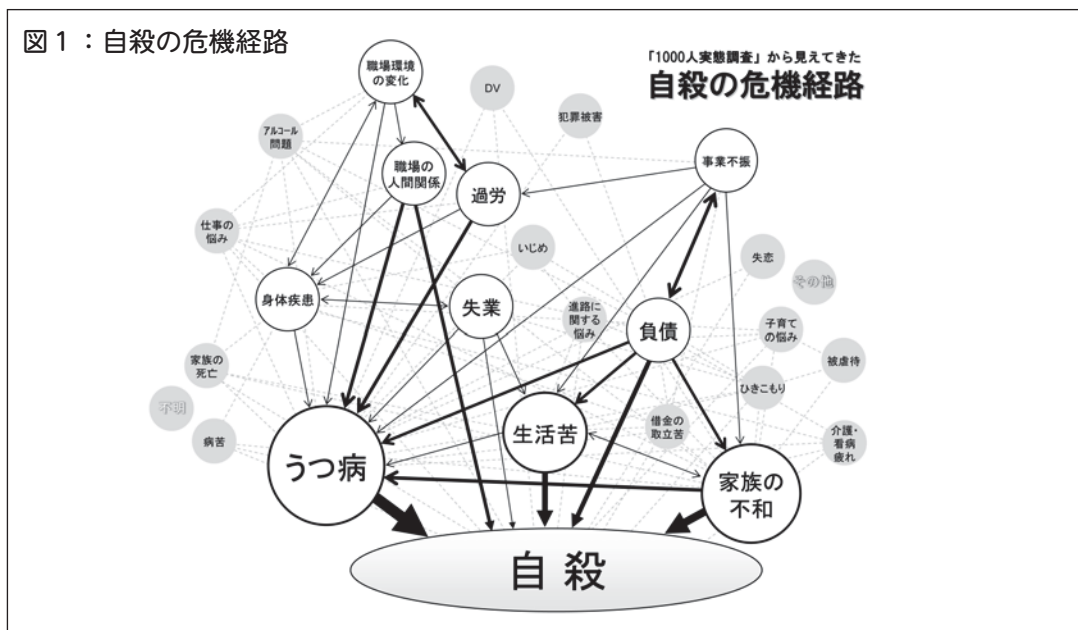 図1:自殺の危機経路
「1000人実態調査」から見えてきた
自殺の危機経路
職場環境
の変化
DV
犯罪被害
アルコール
問題
職場の
人間関係
過労
事業不振
仕事の
悩み
いじめ
失恋
その他
身体疾患
失業
進路に
関する
悩み
負債
子育て
の悩み
家族の
死亡
被虐待
ひきこもり
不明
病苦
うつ病
生活苦
借金の
取立苦
介護・
看病
疲れ
家族の
不和
自殺